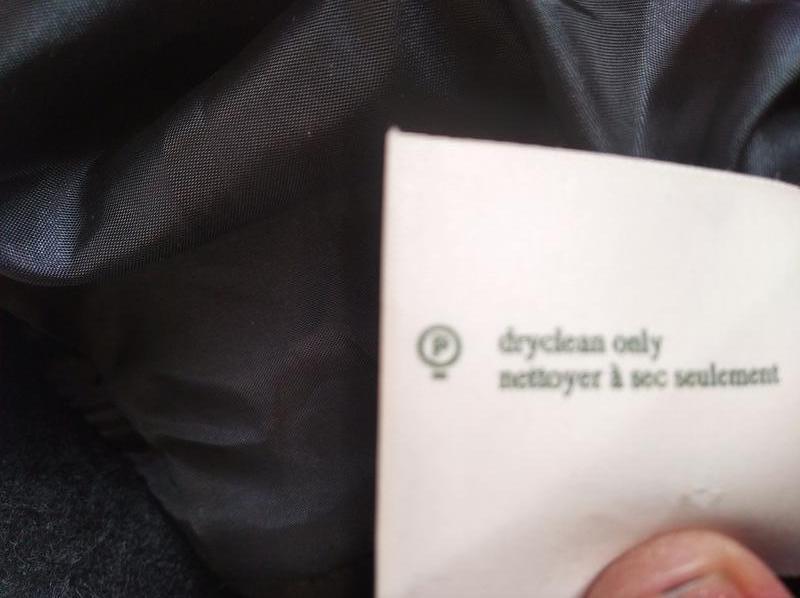 P
dryclean only
nettoyer à sec seulement